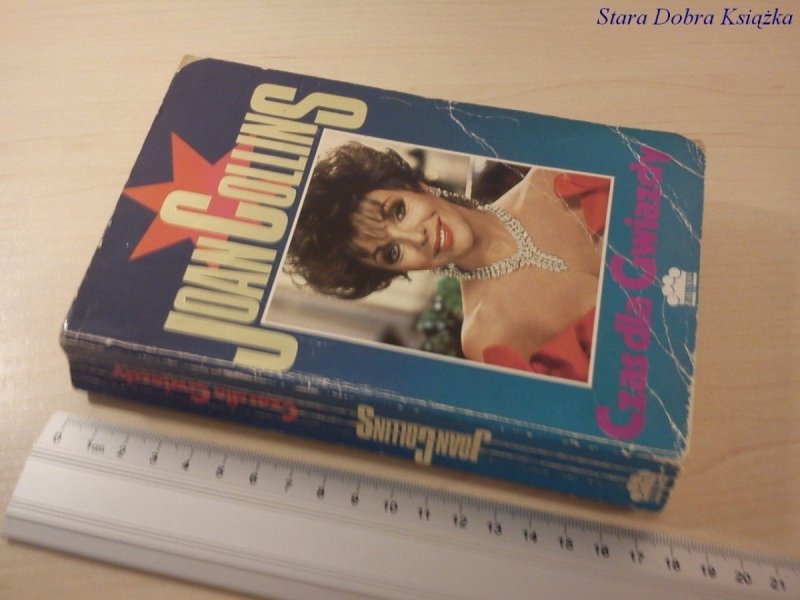 Stara Dobra Książka
JOAN COLLINS
Czas dla Gwiazdy
Czas dla Gwiazdy
JOAN COLLINS
0 1cm 2 3 4 5 6 7 8 9 10 11 12 13 14 15 16 17 18 19 20 21